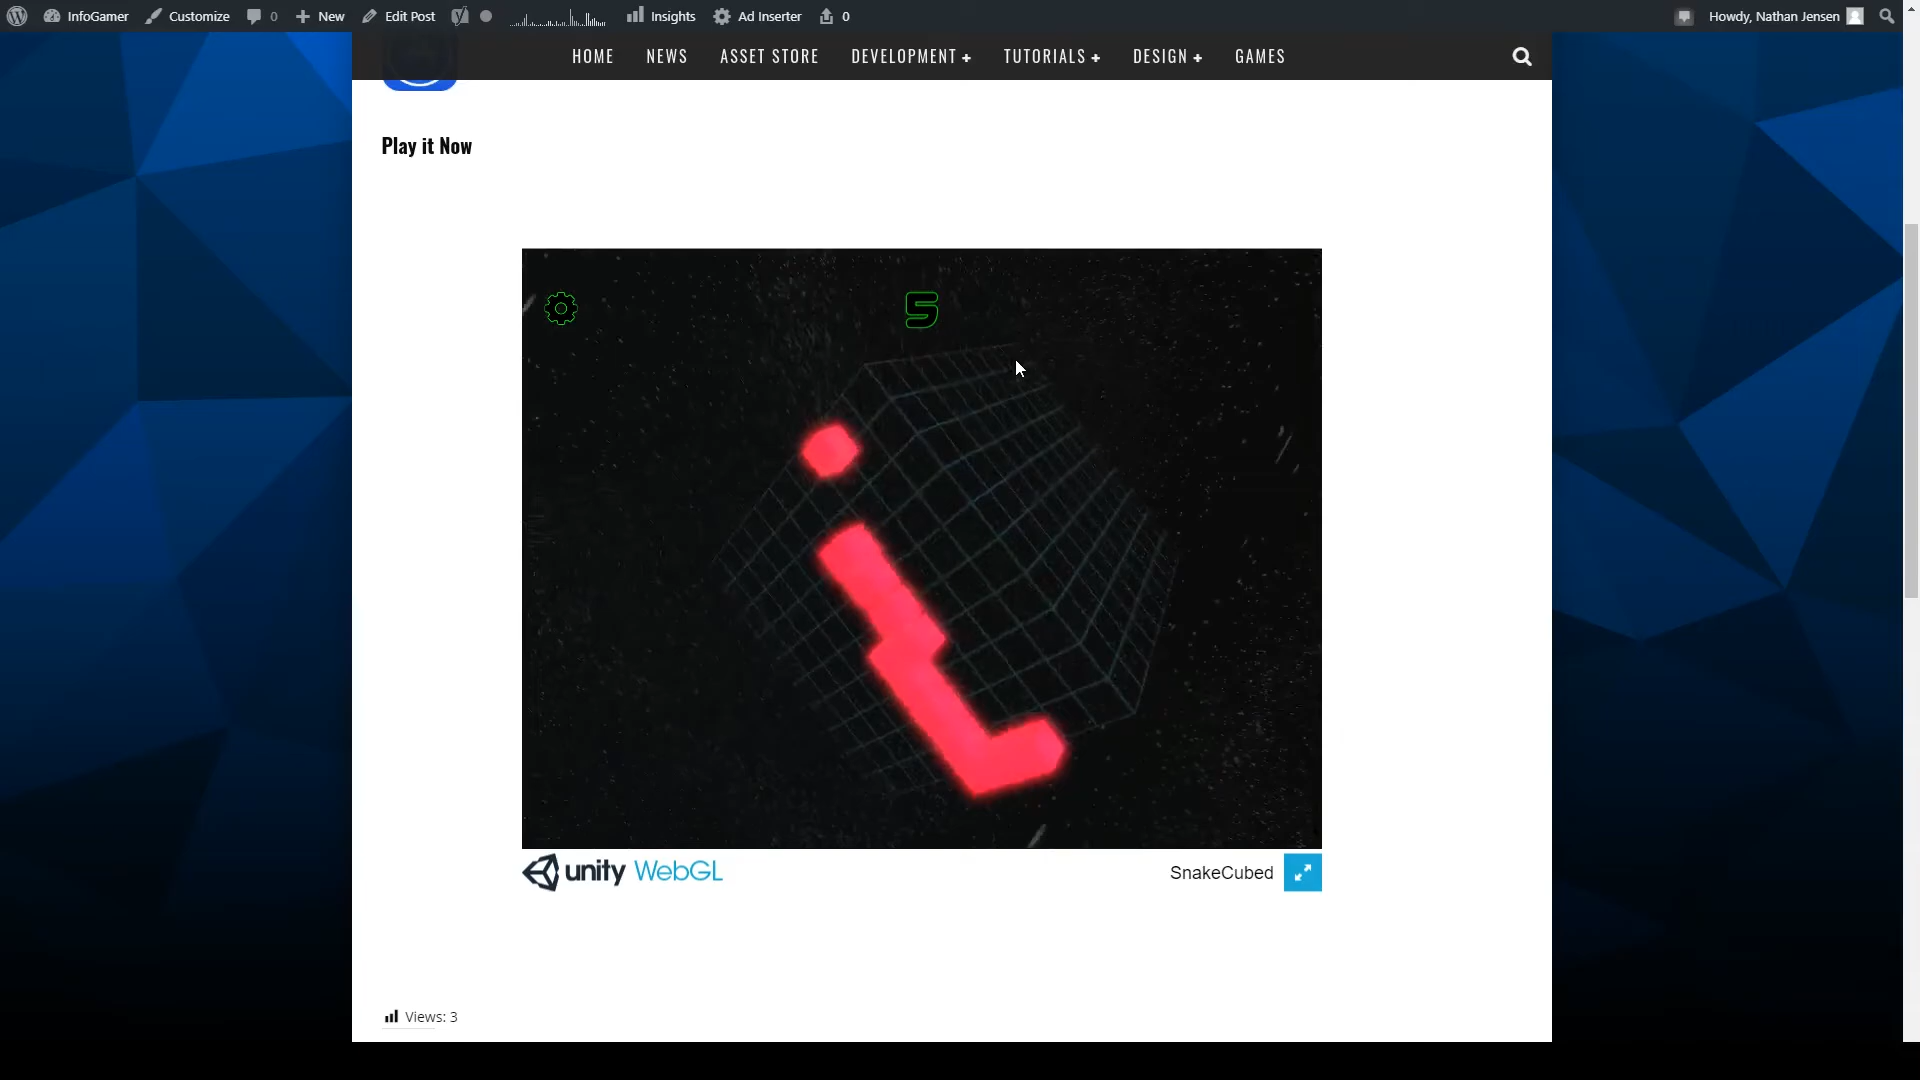 InfoGamer Customize 0 New Edit Post Insights Ad Inserter 0 Howdy, Nathan Jensen
HOME NEWS ASSET STORE DEVELOPMENT + TUTORIALS + DESIGN + GAMES
Play it Now
5
unity WebGL SnakeCubed
Views: 3